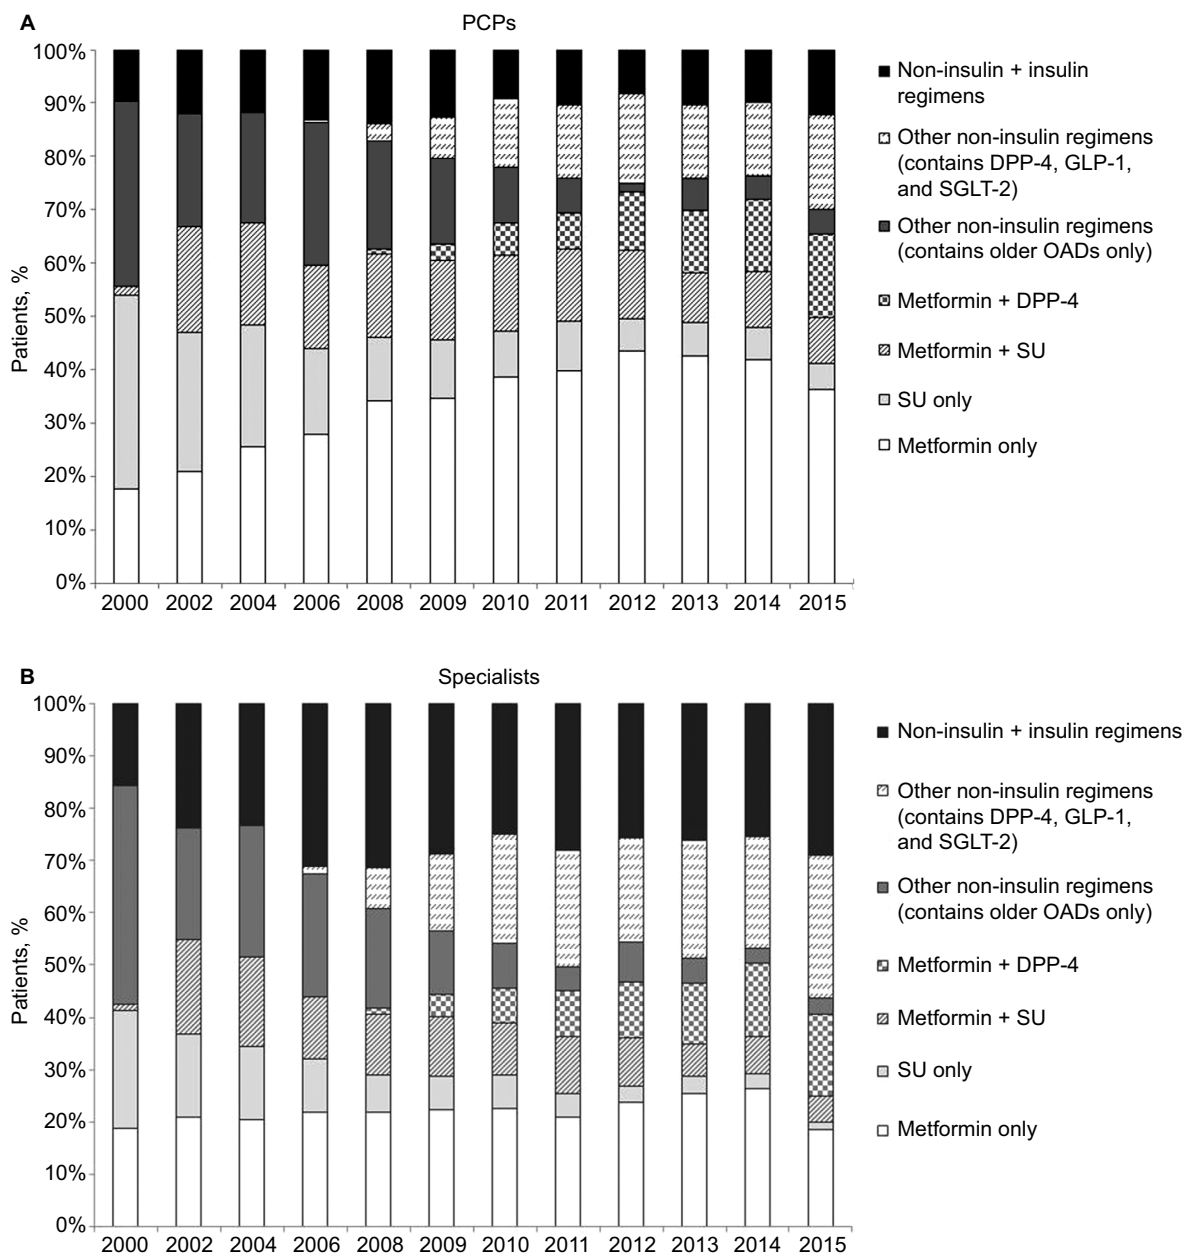 A
PCPs
Patients, %
100%
90%
80%
70%
60%
50%
40%
30%
20%
10%
0%
2000 2002 2004 2006 2008 2009 2010 2011 2012 2013 2014 2015
Non-insulin + insulin
regimens
Other non-insulin regimens
(contains DPP-4, GLP-1,
and SGLT-2)
Other non-insulin regimens
(contains older OADs only)
Metformin + DPP-4
Metformin + SU
SU only
Metformin only
B
Specialists
Patients, %
100%
90%
80%
70%
60%
50%
40%
30%
20%
10%
0%
2000 2002 2004 2006 2008 2009 2010 2011 2012 2013 2014 2015
Non-insulin + insulin regimens
Other non-insulin regimens
(contains DPP-4, GLP-1,
and SGLT-2)
Other non-insulin regimens
(contains older OADs only)
Metformin + DPP-4
Metformin + SU
SU only
Metformin only